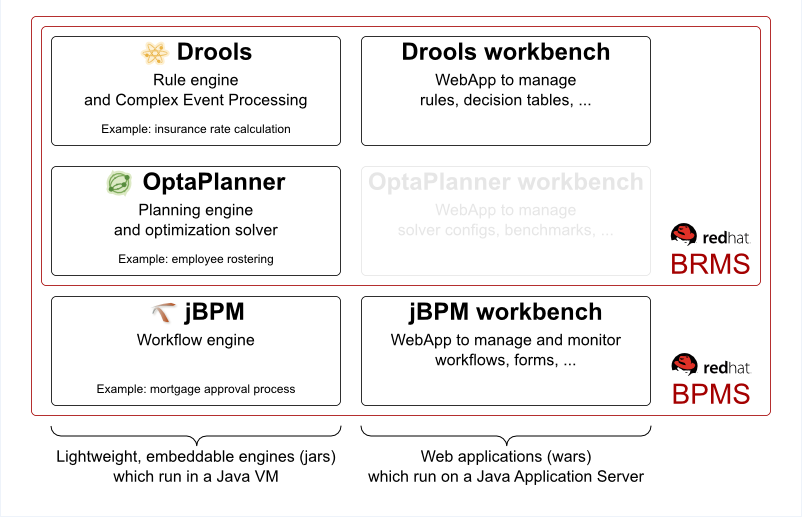 Drools
Rule engine
and Complex Event Processing
Example: insurance rate calculation
Drools workbench
WebApp to manage
rules, decision tables, ...
OptaPlanner
Planning engine
and optimization solver
Example: employee rostering
OptaPlanner workbench
WebApp to manage
solver configs, benchmarks, ...
redhat.
BRMS
jBPM
Workflow engine
Example: mortgage approval process
jBPM workbench
WebApp to manage and monitor
workflows, forms, ...
redhat.
BPMS
Lightweight, embeddable engines (jars)
which run in a Java VM
Web applications (wars)
which run on a Java Application Server